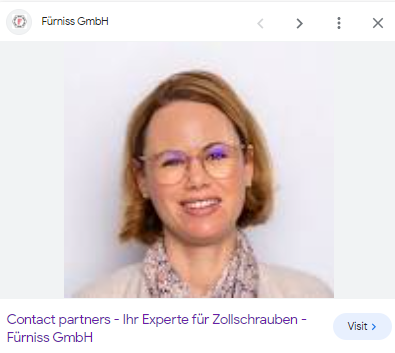 Fürniss GmbH
Contact partners - Ihr Experte für Zollschrauben -
Fürniss GmbH
Visit